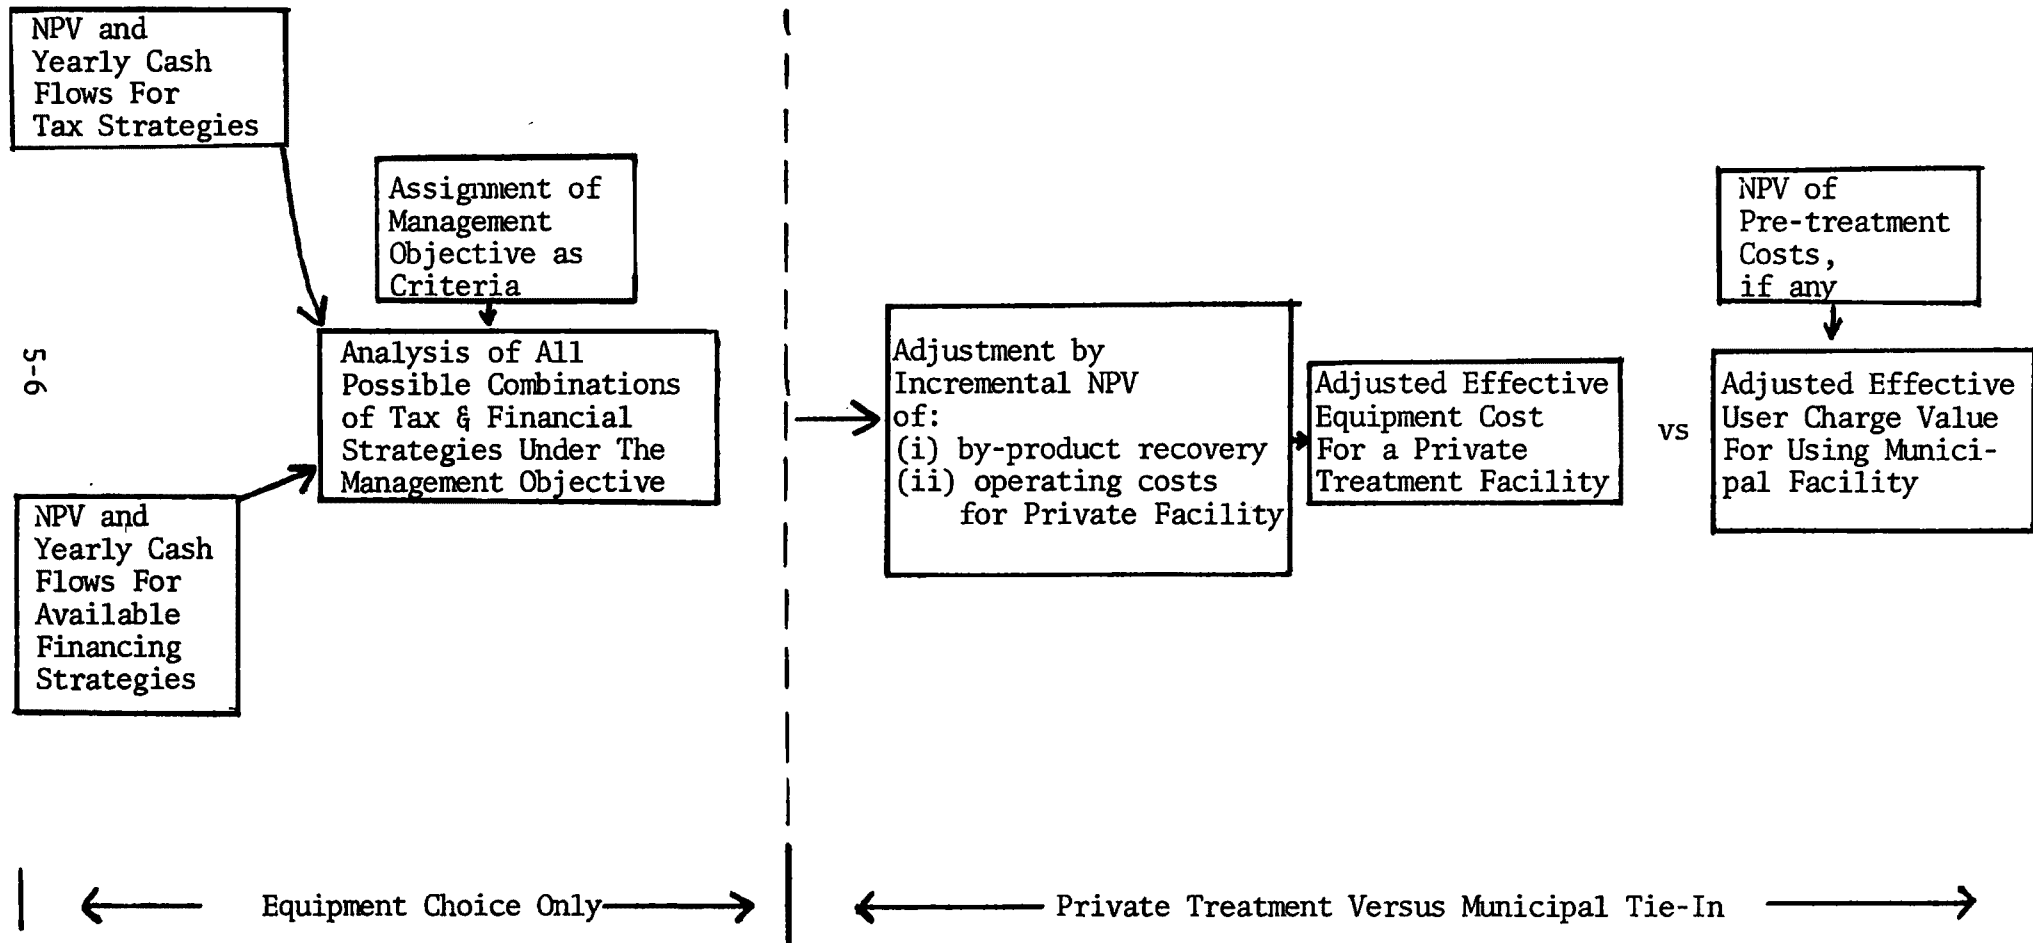 NPV and
Yearly Cash
Flows For
Tax Strategies
Assignment of
Management
Objective as
Criteria
Analysis of All
Possible Combinations
of Tax & Financial
Strategies Under The
Management Objective
NPV and
Yearly Cash
Flows For
Available
Financing
Strategies
5-6
Adjustment by
Incremental NPV
of:
(i) by-product recovery
(ii) operating costs
for Private Facility
Adjusted Effective
Equipment Cost
For a Private
Treatment Facility
vs
NPV of
Pre-treatment
Costs,
if any
Adjusted Effective
User Charge Value
For Using Munici-
pal Facility
Equipment Choice Only
Private Treatment Versus Municipal Tie-In